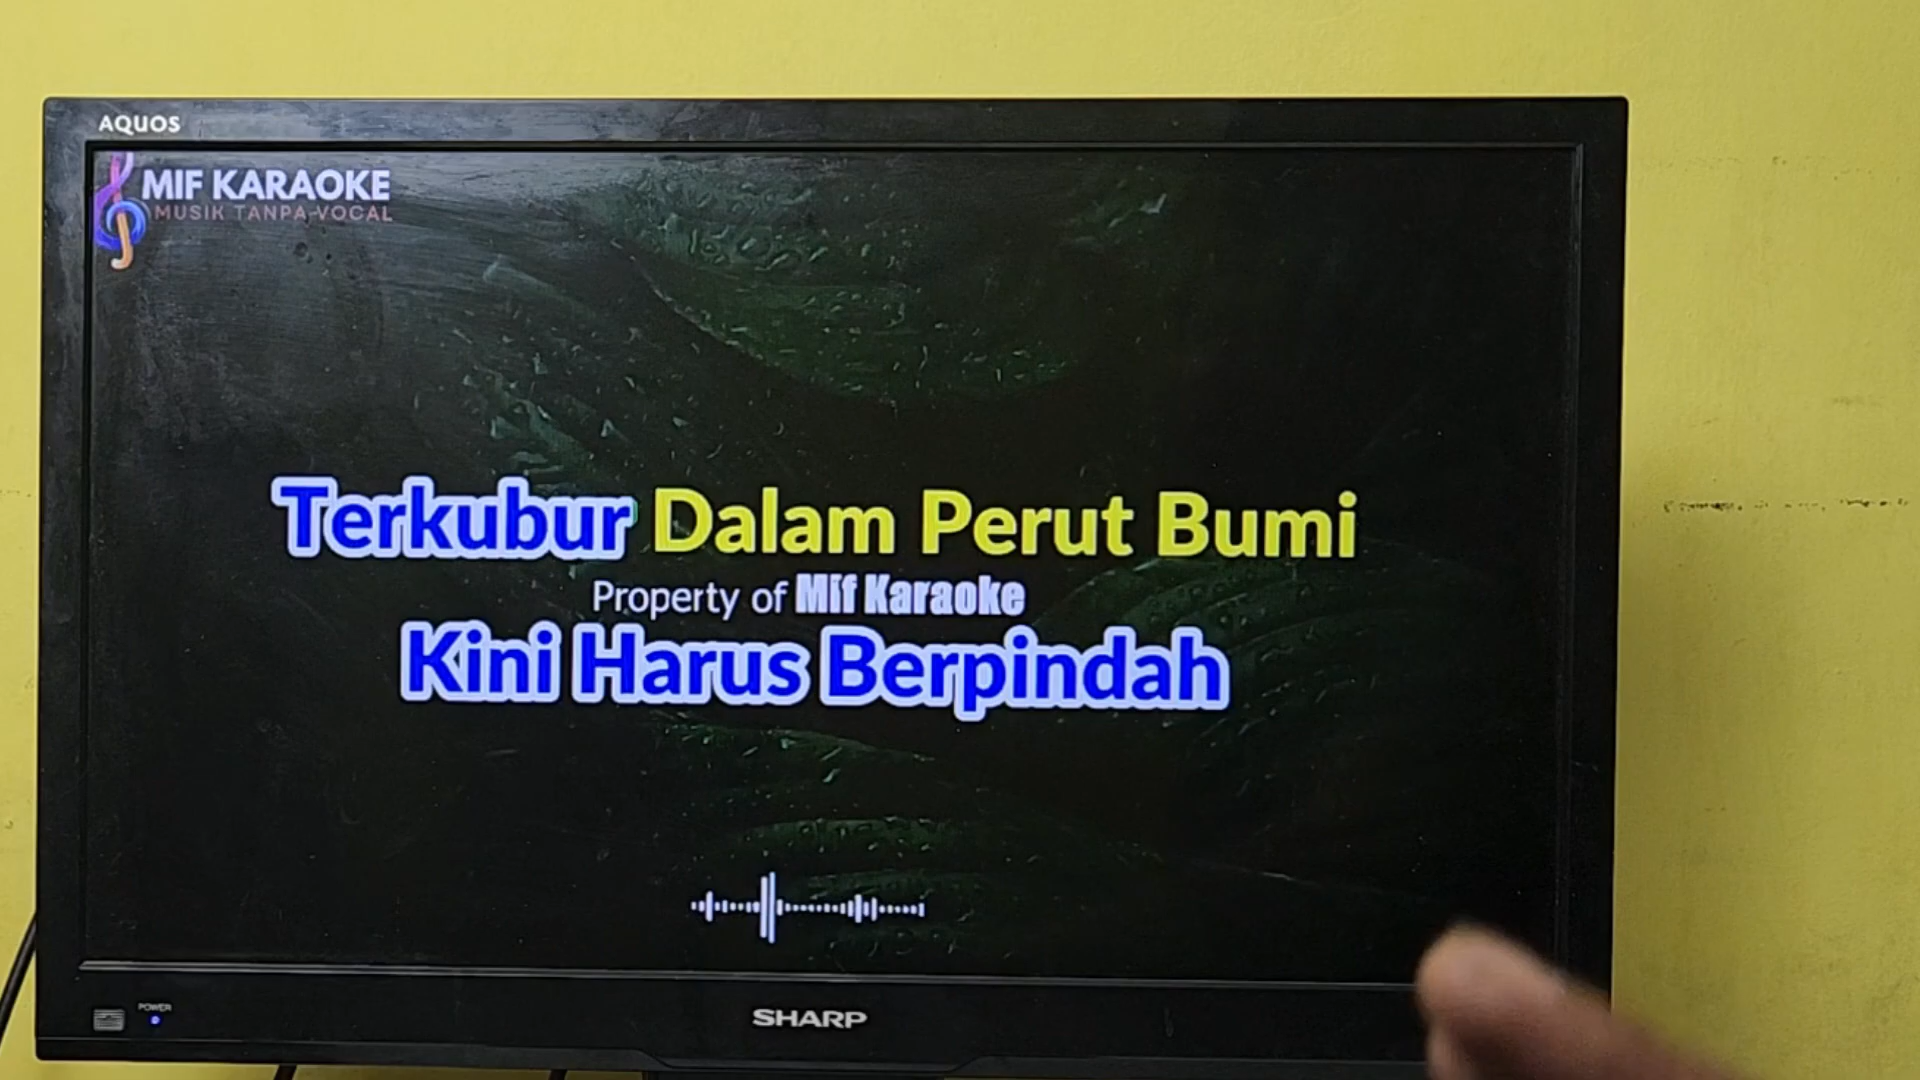 AQUOS
MIF KARAOKE
MUSIK TANPA VOCAL
Terkubur Dalam Perut Bumi
Property of Mif Karaoke
Kini Harus Berpindah
POWER
SHARP